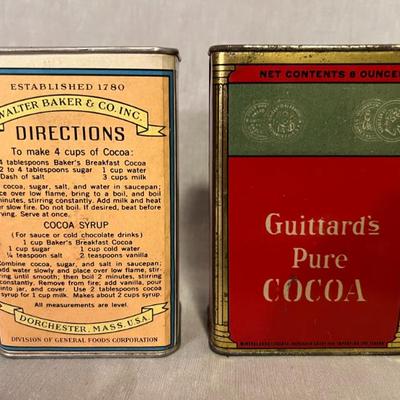 ESTABLISHED 1780
WALTER BAKER & CO. INC.
DIRECTIONS
To make 4 cups of Cocoa:
4 tablespoons Baker's Breakfast Cocoa
2 to 4 tablespoons sugar 1 cup water
Dash of salt 3 cups milk
cocoa, sugar, salt, and water in saucepan;
ce over low flame, bring to a boil, and boil
minutes, stirring constantly. Add milk and heat
r slow fire. Do not boil. If desired, beat before
ving. Serve at once.
COCOA SYRUP
(For sauce or cold chocolate drinks)
1 cup Baker's Breakfast Cocoa
1 cup sugar 1 cup cold water
¼ teaspoon salt 2 teaspoons vanilla
ombine cocoa, sugar, and salt in saucepan;
add water slowly and place over low flame, stir-
ring until smooth; then boil 2 minutes, stirring
constantly. Remove from fire; add vanilla, pour
into jar, and cover. Use 2 tablespoons cocoa
syrup for 1 cup milk. Makes about 2 cups syrup.
All measurements are level.
DORCHESTER, MASS. U.S.A.
DIVISION OF GENERAL FOODS CORPORATION
NET CONTENTS 8 OUNCES
Guittard's
Pure
COCOA